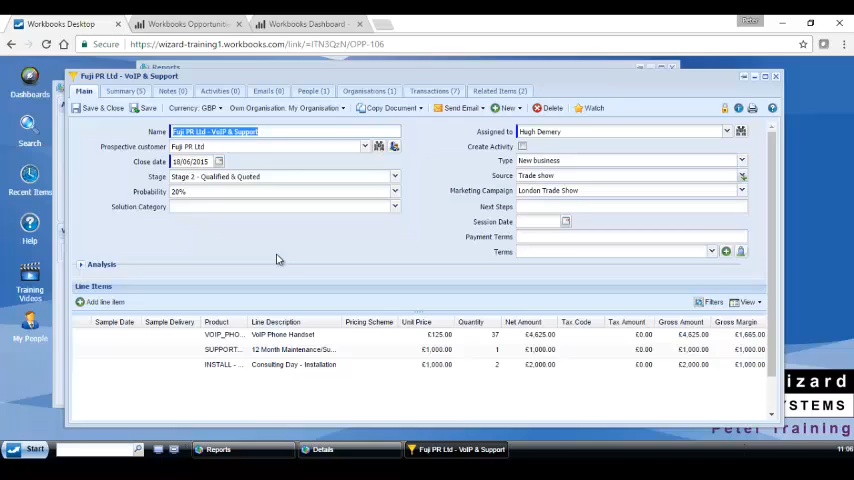 Peter
Workbooks Desktop
Workbooks Opportuniti
Workbooks Dashboard -
Secure
https://wizard-training1.workbooks.com/link/=ITN3QzN/OPP-106
Reports
Dashboards
Search
Recent Items
Help
Training
Videos
My People
Fuji PR Ltd - VoIP & Support
Main
Summary (5)
Notes (0)
Activities (0)
Emails (0)
People (1)
Organisations (1)
Transactions (7)
Related Items (2)
Save & Close
Save
Currency: GBP
Own Organisation: My Organisation
Copy Document
Send Email
New
Delete
Watch
Name
Fuji PR Ltd - VoIP & Support
Prospective customer
Fuji PR Ltd
Close date
18/06/2015
Stage
Stage 2 - Qualified & Quoted
Probability
20%
Solution Category
Assigned to
Hugh Demery
Create Activity
Type
New business
Source
Trade show
Marketing Campaign
London Trade Show
Next Steps
Session Date
Payment Terms
Terms
Analysis
Line Items
Add line item
Filters
View
Sample Date Sample Delivery Product Line Description Pricing Scheme Unit Price Quantity Net Amount Tax Code Tax Amount Gross Amount Gross Margin
VOIP_PHO... VoIP Phone Handset £125.00 37 £4,625.00 £0.00 £4,625.00 £1,665.00
SUPPORT... 12 Month Maintenance/Su... £1,000.00 1 £1,000.00 £0.00 £1,000.00 £1,000.00
INSTALL - ... Consulting Day - Installation £1,000.00 2 £2,000.00 £0.00 £2,000.00 £2,000.00
izard
YSTEMS
Peter Training
Start
Reports
Details
Fuji PR Ltd - VoIP & Support
11:06